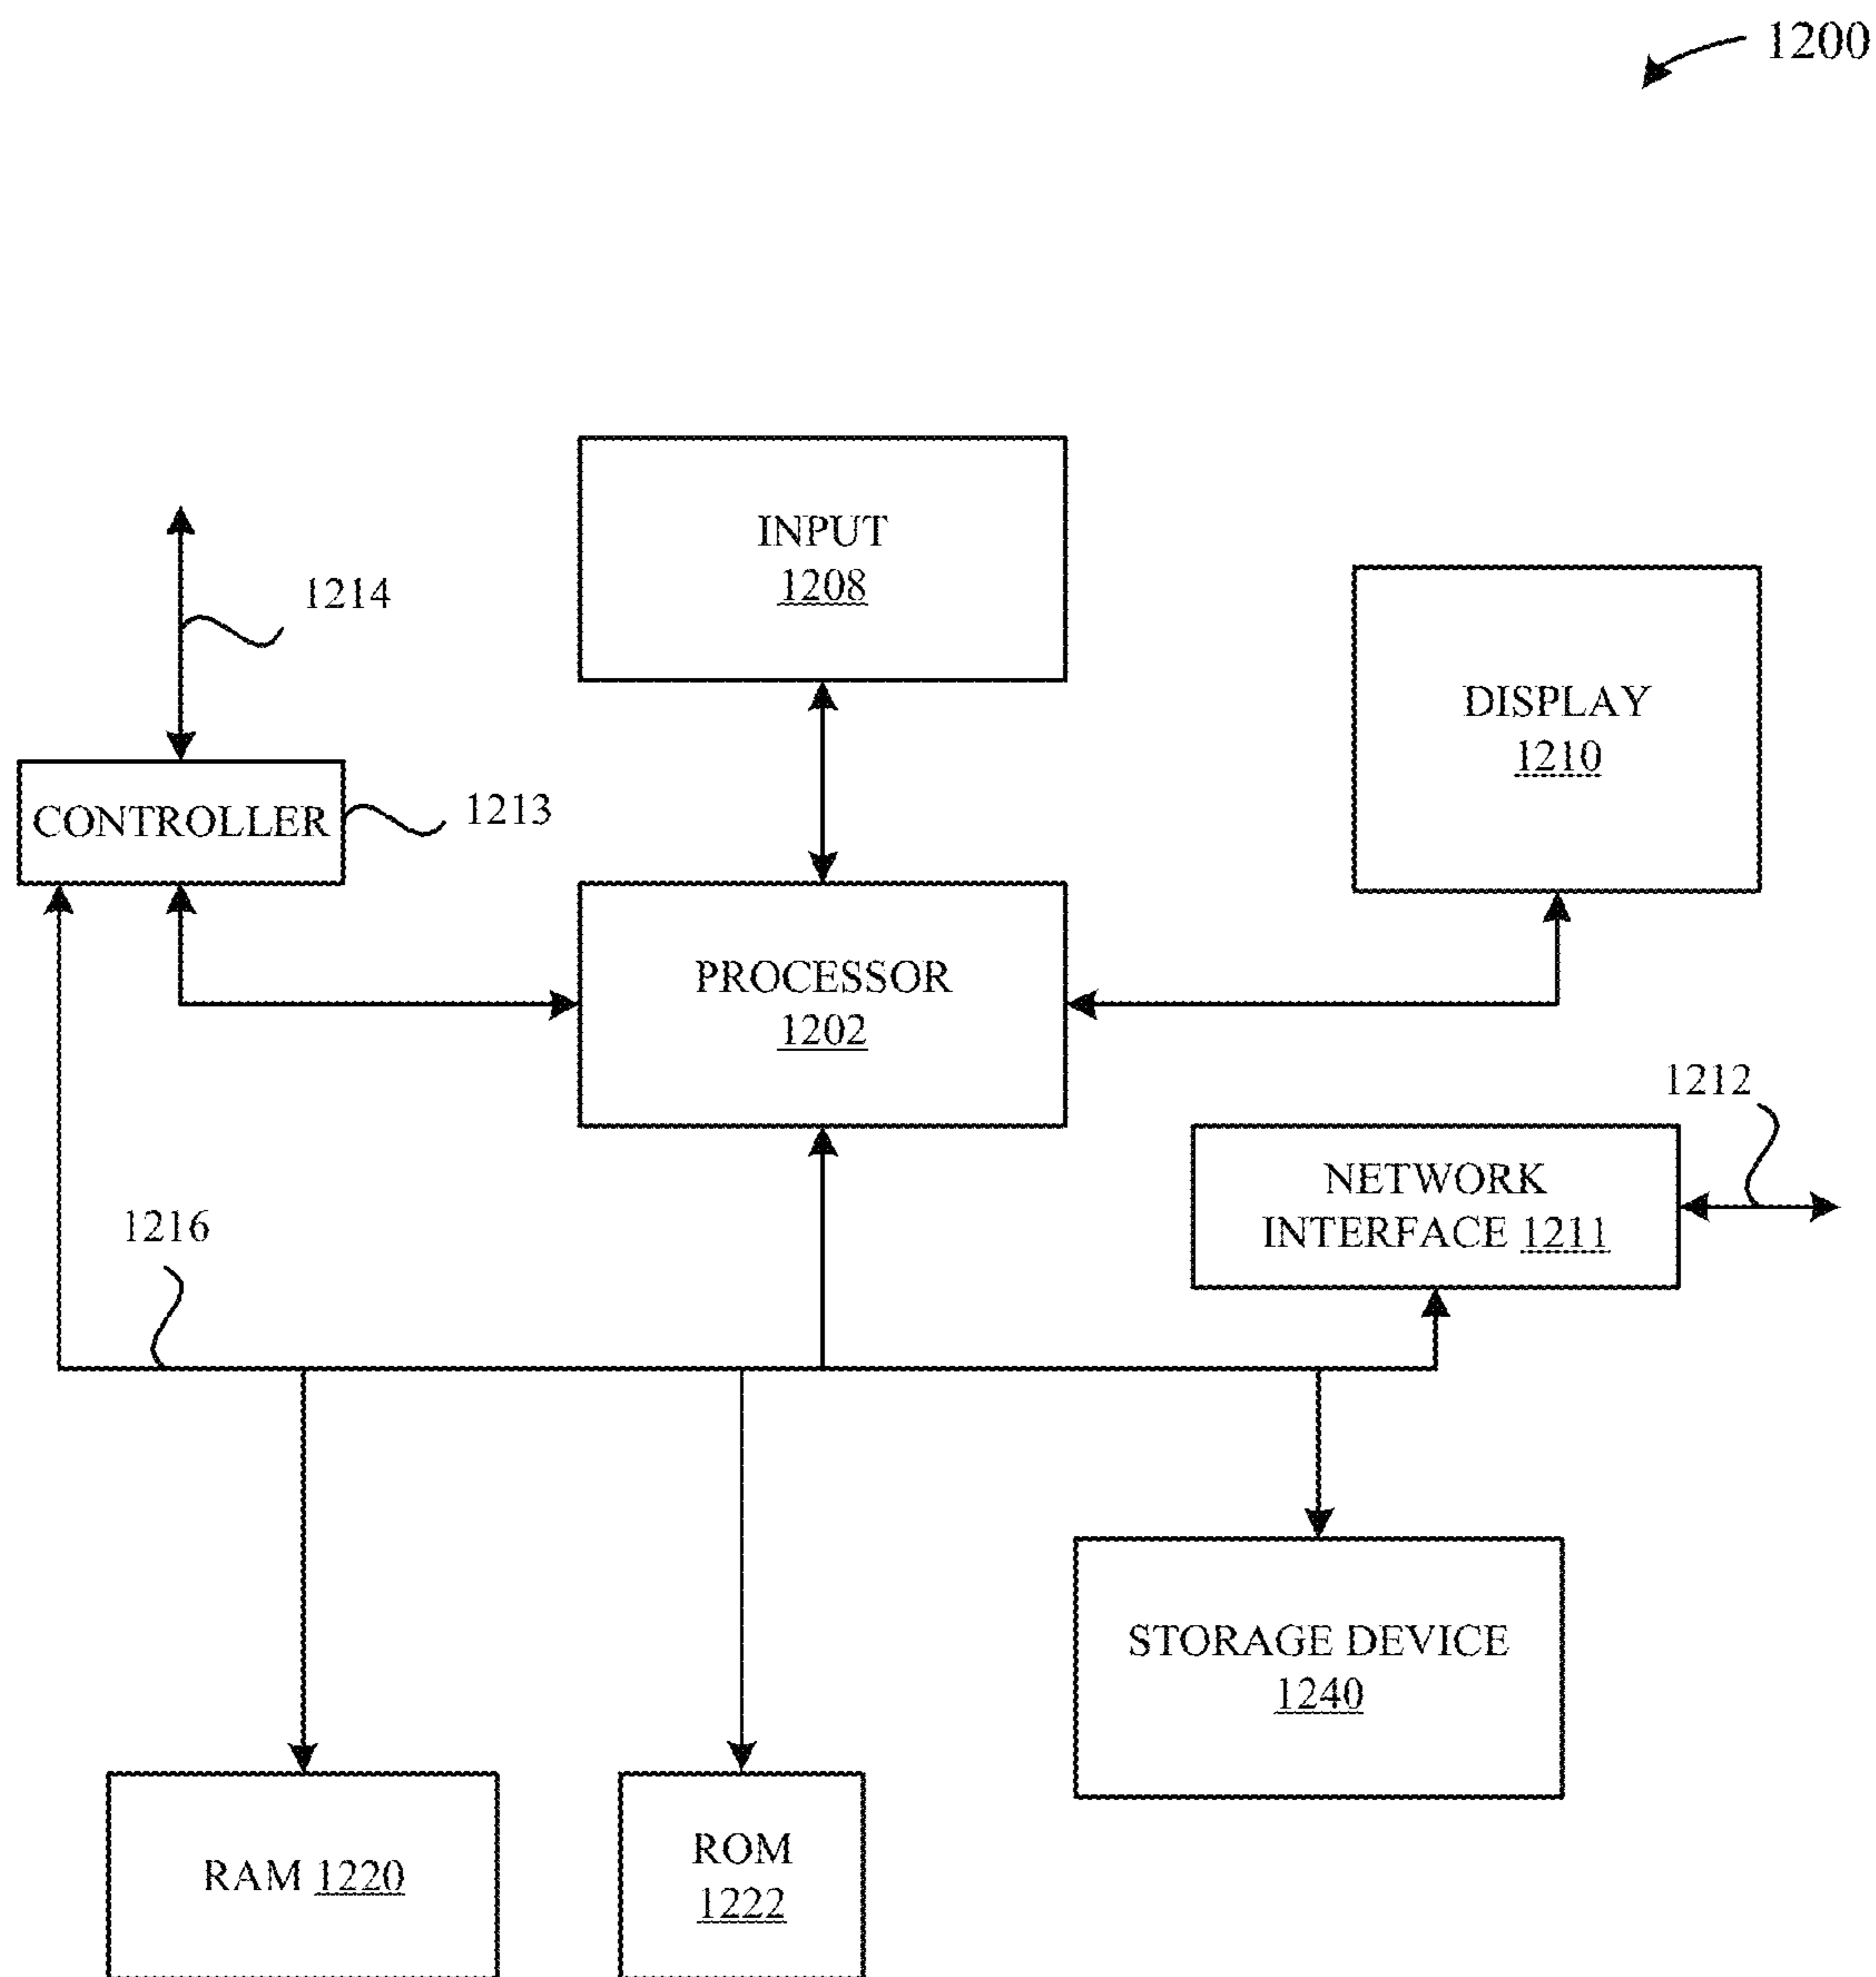 1200
INPUT
1208
1214
DISPLAY
1210
CONTROLLER
1213
PROCESSOR
1202
1212
NETWORK
INTERFACE 1211
1216
STORAGE DEVICE
1240
RAM 1220
ROM
1222